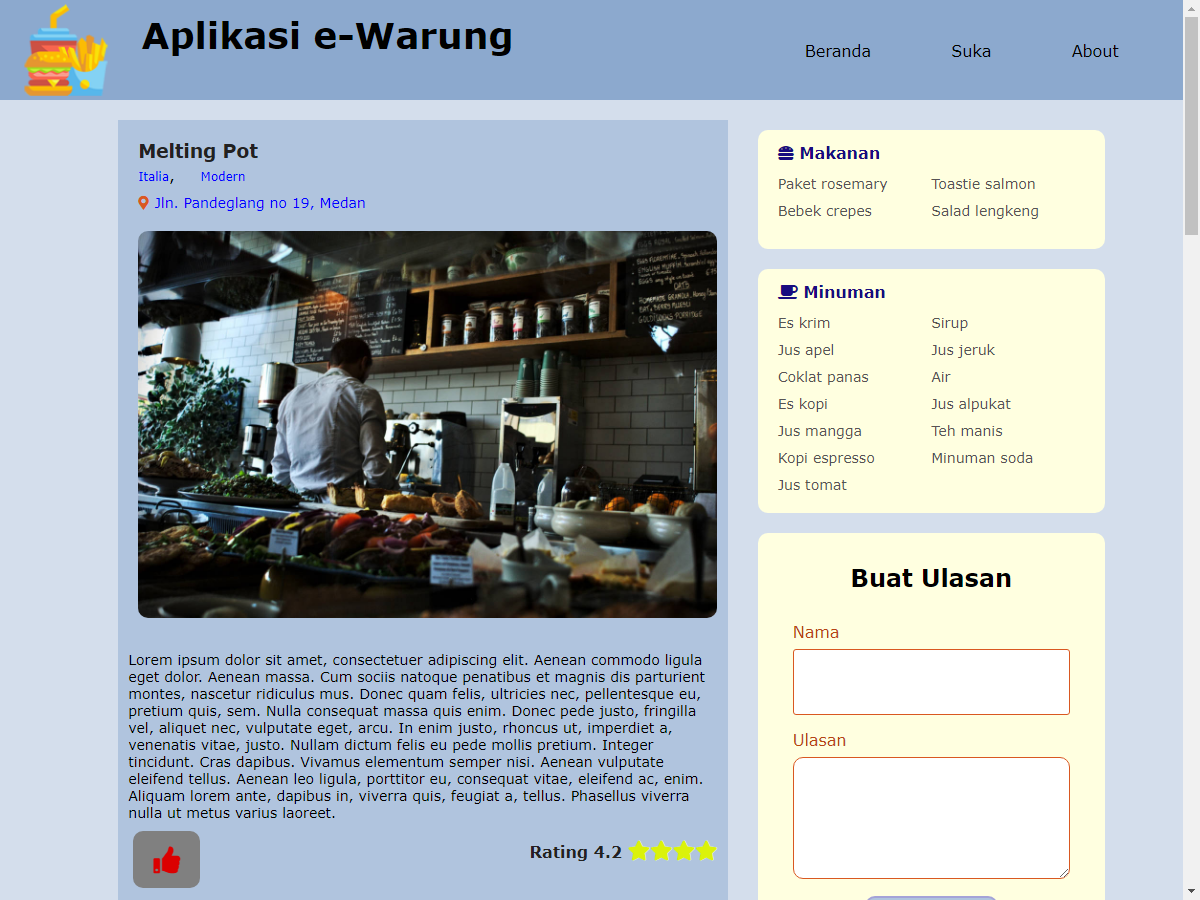 Aplikasi e-Warung
Beranda
Suka
About
Melting Pot
Italia, Modern
Jln. Pandeglang no 19, Medan
Lorem ipsum dolor sit amet, consectetuer adipiscing elit. Aenean commodo ligula
eget dolor. Aenean massa. Cum sociis natoque penatibus et magnis dis parturient
montes, nascetur ridiculus mus. Donec quam felis, ultricies nec, pellentesque eu,
pretium quis, sem. Nulla consequat massa quis enim. Donec pede justo, fringilla
vel, aliquet nec, vulputate eget, arcu. In enim justo, rhoncus ut, imperdiet a,
venenatis vitae, justo. Nullam dictum felis eu pede mollis pretium. Integer
tincidunt. Cras dapibus. Vivamus elementum semper nisi. Aenean vulputate
eleifend tellus. Aenean leo ligula, porttitor eu, consequat vitae, eleifend ac, enim.
Aliquam lorem ante, dapibus in, viverra quis, feugiat a, tellus. Phasellus viverra
nulla ut metus varius laoreet.
Rating 4.2
Makanan
Paket rosemary
Toastie salmon
Bebek crepes
Salad lengkeng
Minuman
Es krim
Sirup
Jus apel
Jus jeruk
Coklat panas
Air
Es kopi
Jus alpukat
Jus mangga
Teh manis
Kopi espresso
Minuman soda
Jus tomat
Buat Ulasan
Nama
Ulasan